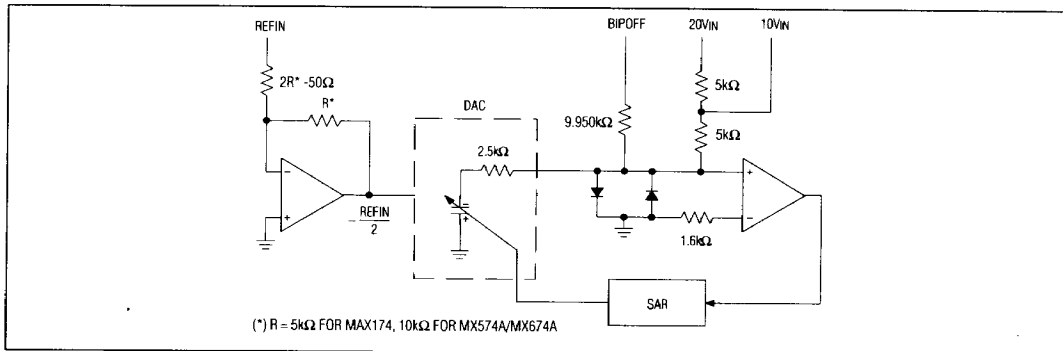 REFIN
BIPOFF
20VIN
10VIN
2R* -50Ω
R*
DAC
5kΩ
9.950kΩ
5kΩ
2.5kΩ
-
+
- REFIN
2
-
+
+
-
1.6kΩ
SAR
(*) R = 5kΩ FOR MAX174, 10kΩ FOR MX574A/MX674A